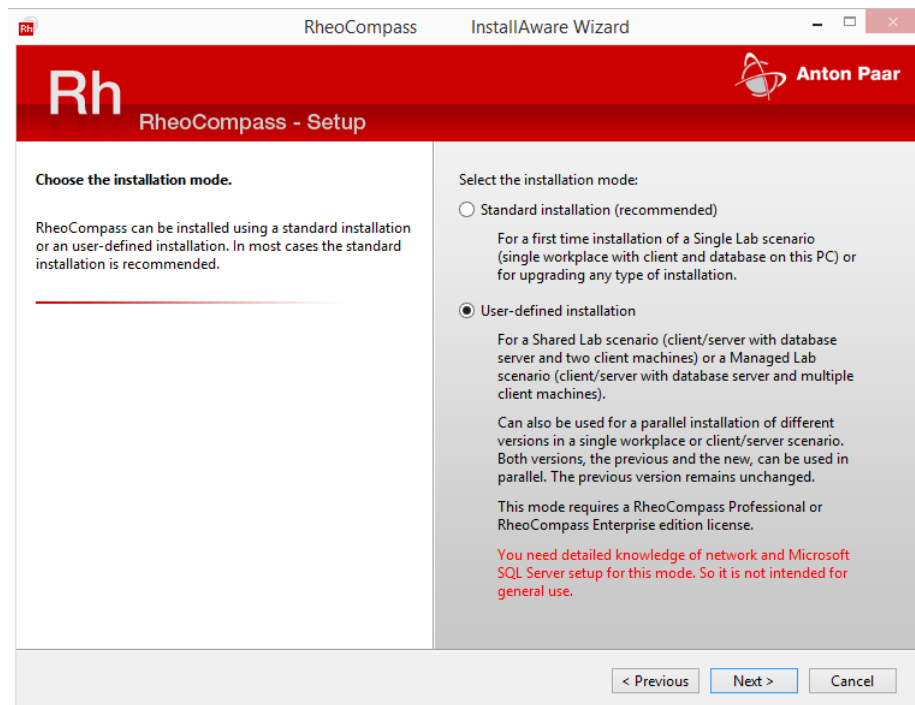 Rh
RheoCompass InstallAware Wizard
Rh
Anton Paar
RheoCompass - Setup
Choose the installation mode.
RheoCompass can be installed using a standard installation
or an user-defined installation. In most cases the standard
installation is recommended.
Select the installation mode:
Standard installation (recommended)
For a first time installation of a Single Lab scenario
(single workplace with client and database on this PC) or
for upgrading any type of installation.
User-defined installation
For a Shared Lab scenario (client/server with database
server and two client machines) or a Managed Lab
scenario (client/server with database server and multiple
client machines).
Can also be used for a parallel installation of different
versions in a single workplace or client/server scenario.
Both versions, the previous and the new, can be used in
parallel. The previous version remains unchanged.
This mode requires a RheoCompass Professional or
RheoCompass Enterprise edition license.
You need detailed knowledge of network and Microsoft
SQL Server setup for this mode. So it is not intended for
general use.
< Previous
Next >
Cancel